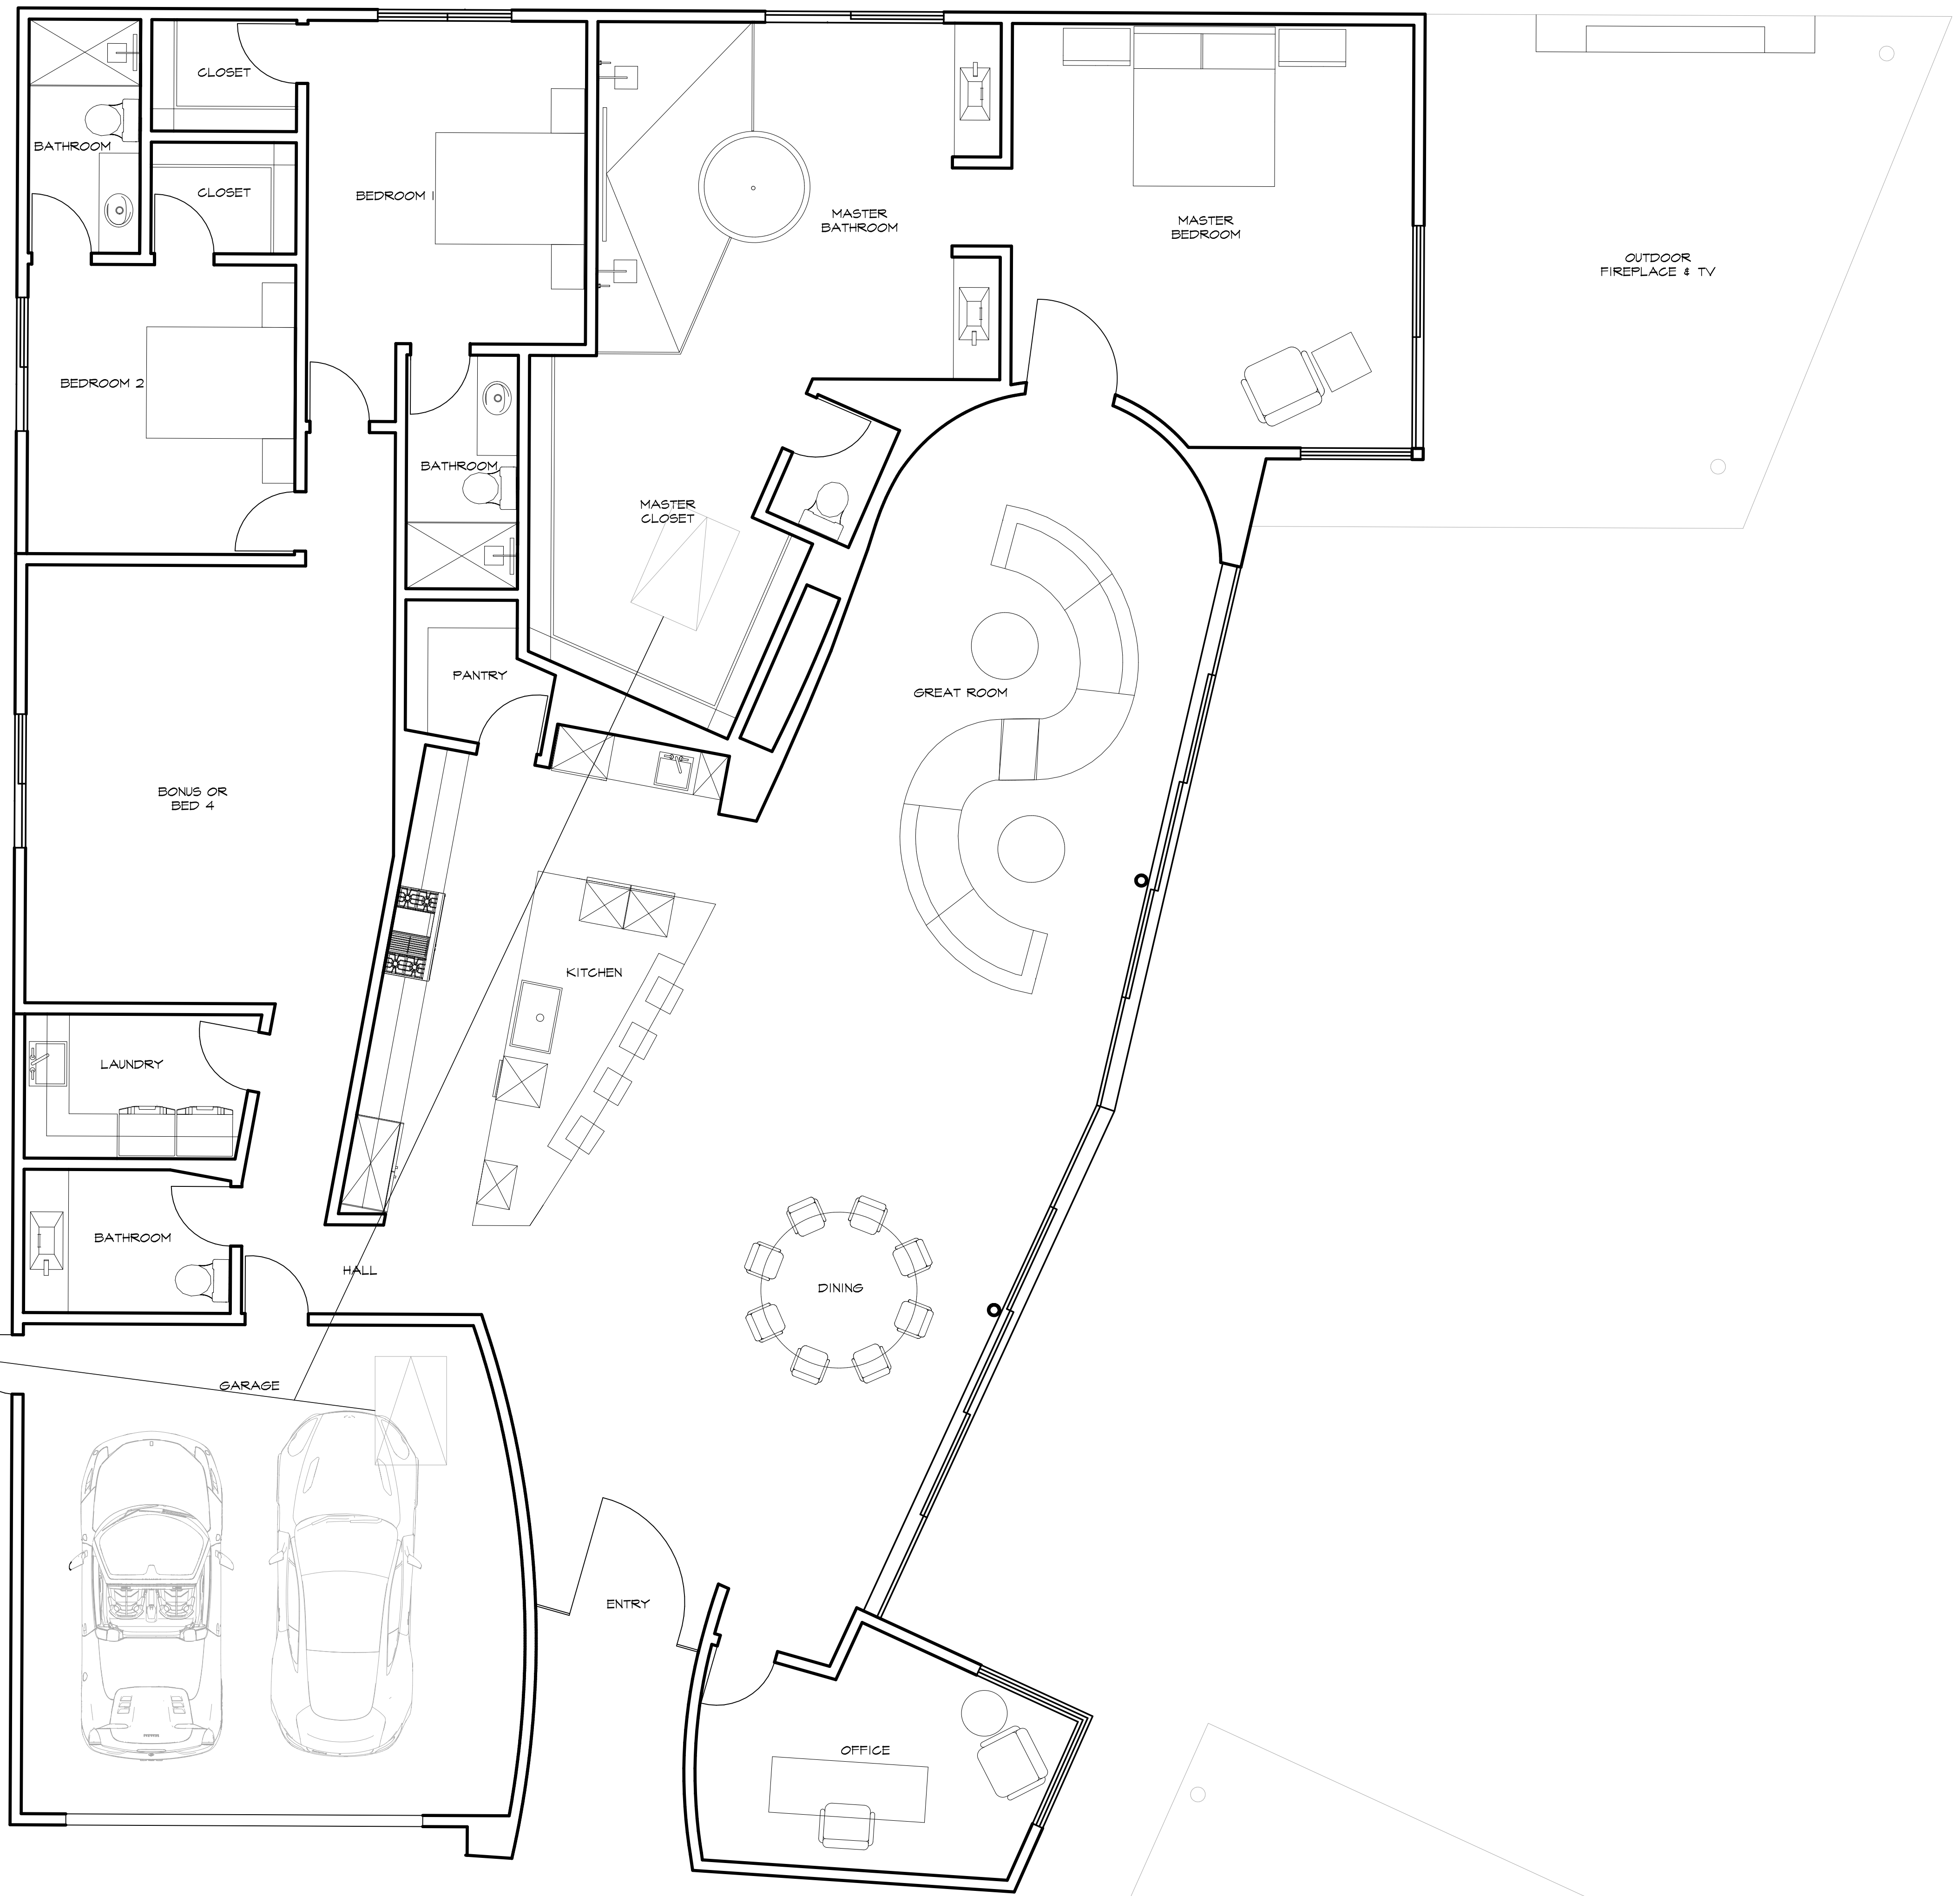 CLOSET
BATHROOM
CLOSET
BEDROOM 1
MASTER
BATHROOM
MASTER
BEDROOM
OUTDOOR
FIREPLACE & TV
BEDROOM 2
BATHROOM
MASTER
CLOSET
PANTRY
GREAT ROOM
BONUS OR
BED 4
KITCHEN
LAUNDRY
BATHROOM
HALL
DINING
GARAGE
ENTRY
OFFICE